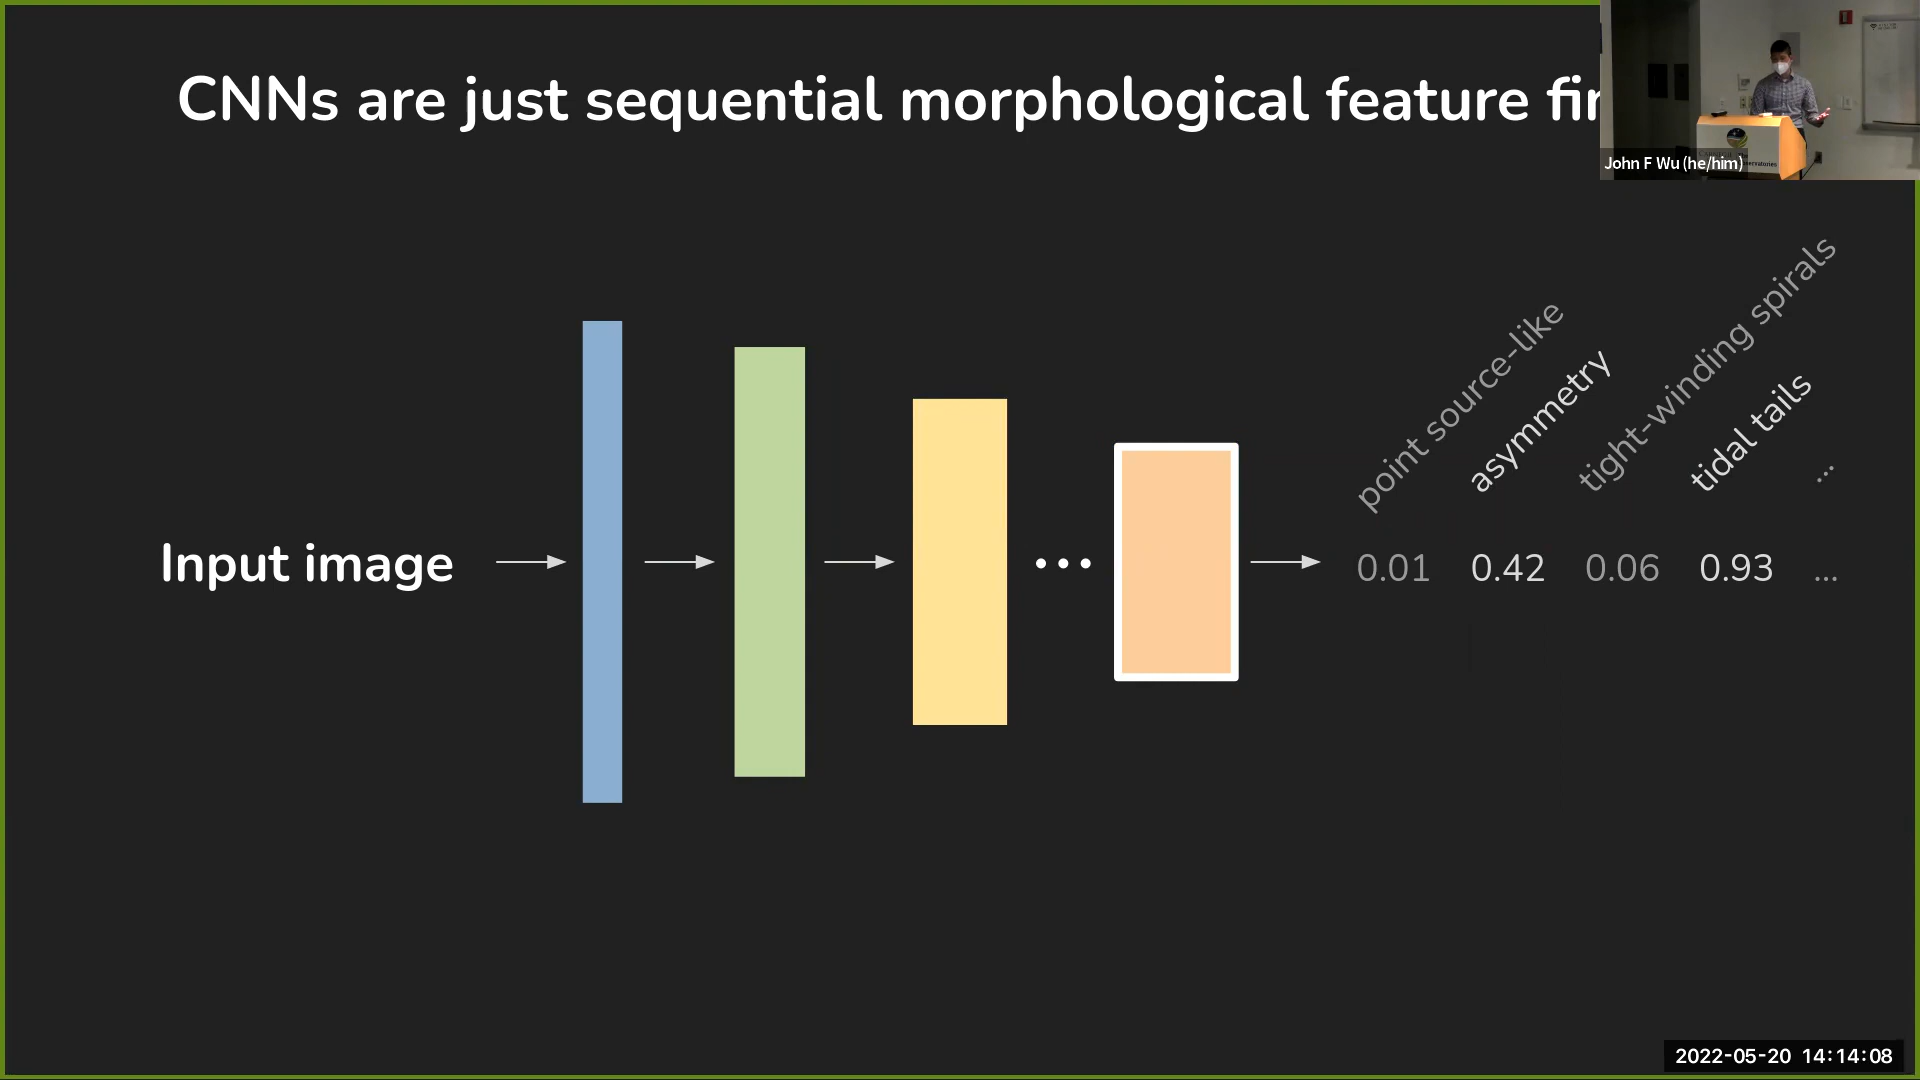 CNNs are just sequential morphological feature
John F Wu (he/him)
point source-like
asymmetry
tight-winding spirals
tidal tails
...
Input image
...
0.01 0.42 0.06 0.93 ...
2022-05-20 14:14:08